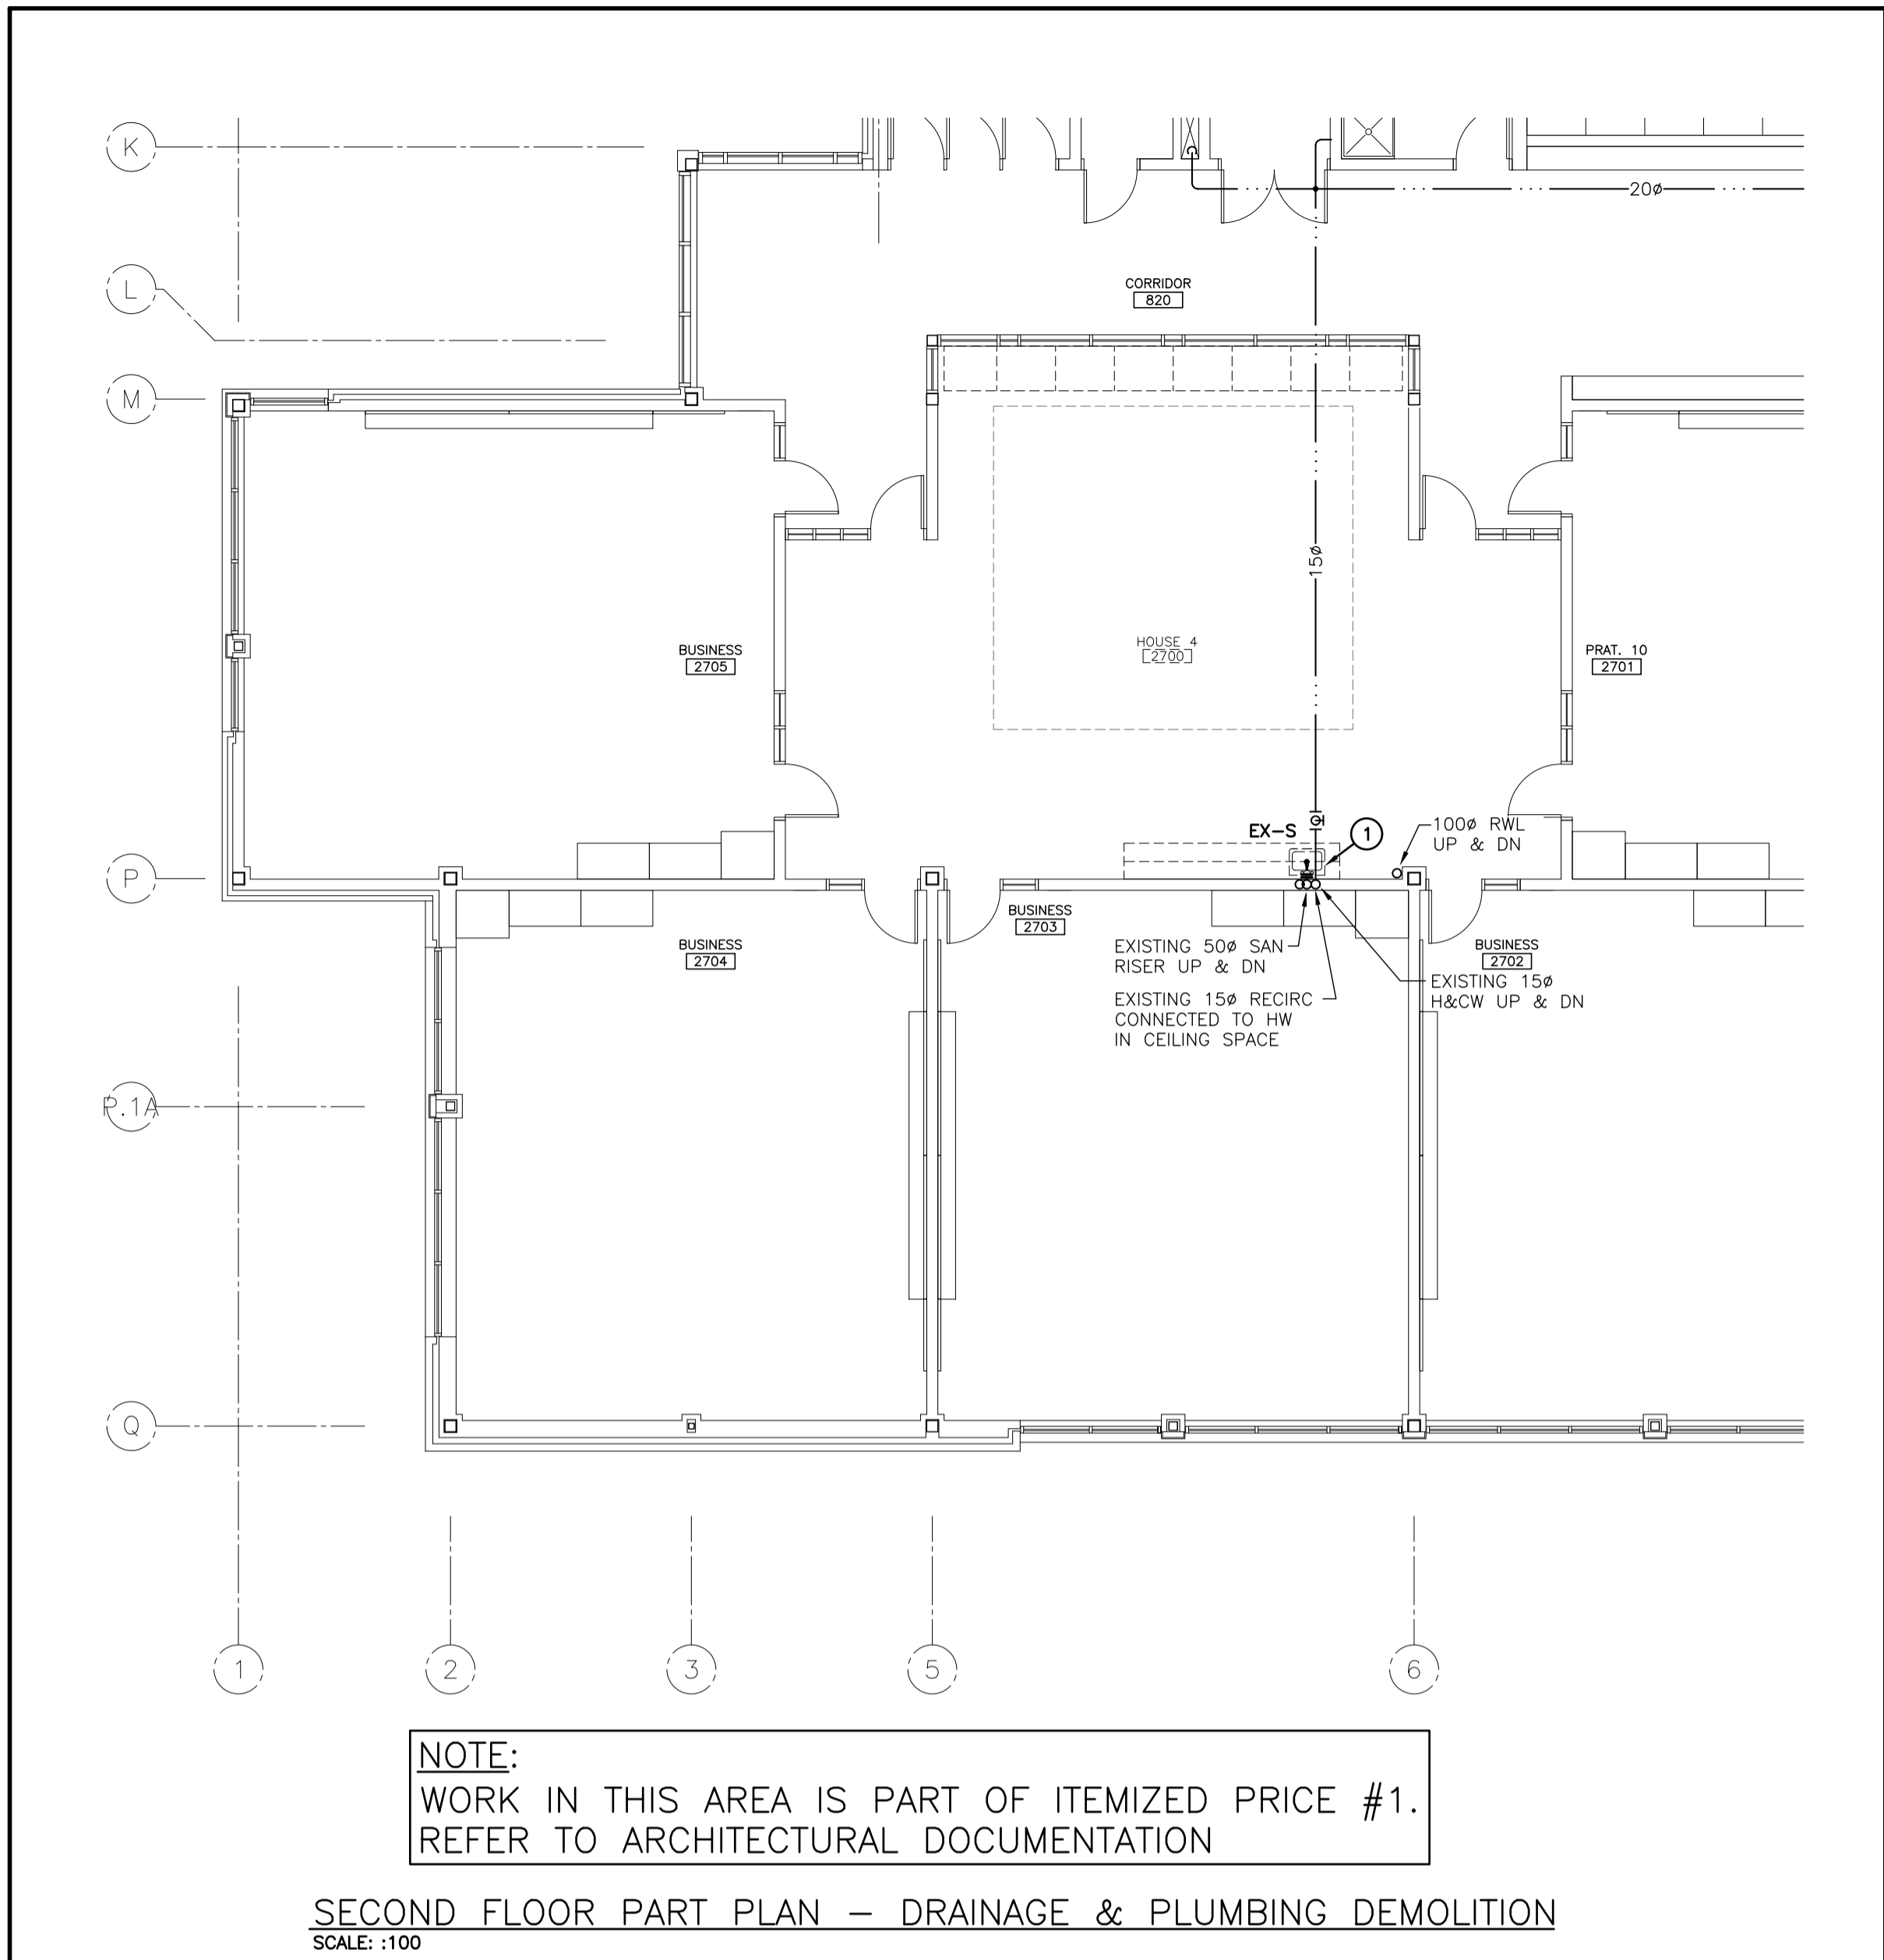 K
20ø
L
CORRIDOR
820
M
15ø
HOUSE 4
2700
BUSINESS
2705
PRAT. 10
2701
EX-S
1
100ø RWL
UP & DN
P
BUSINESS
2703
BUSINESS
2704
EXISTING 50ø SAN
RISER UP & DN
BUSINESS
2702
EXISTING 15ø
H&CW UP & DN
EXISTING 15ø RECIRC
CONNECTED TO HW
IN CEILING SPACE
P.1A
Q
1
2
3
5
6
NOTE:
WORK IN THIS AREA IS PART OF ITEMIZED PRICE #1.
REFER TO ARCHITECTURAL DOCUMENTATION
SECOND FLOOR PART PLAN – DRAINAGE & PLUMBING DEMOLITION
SCALE: :100